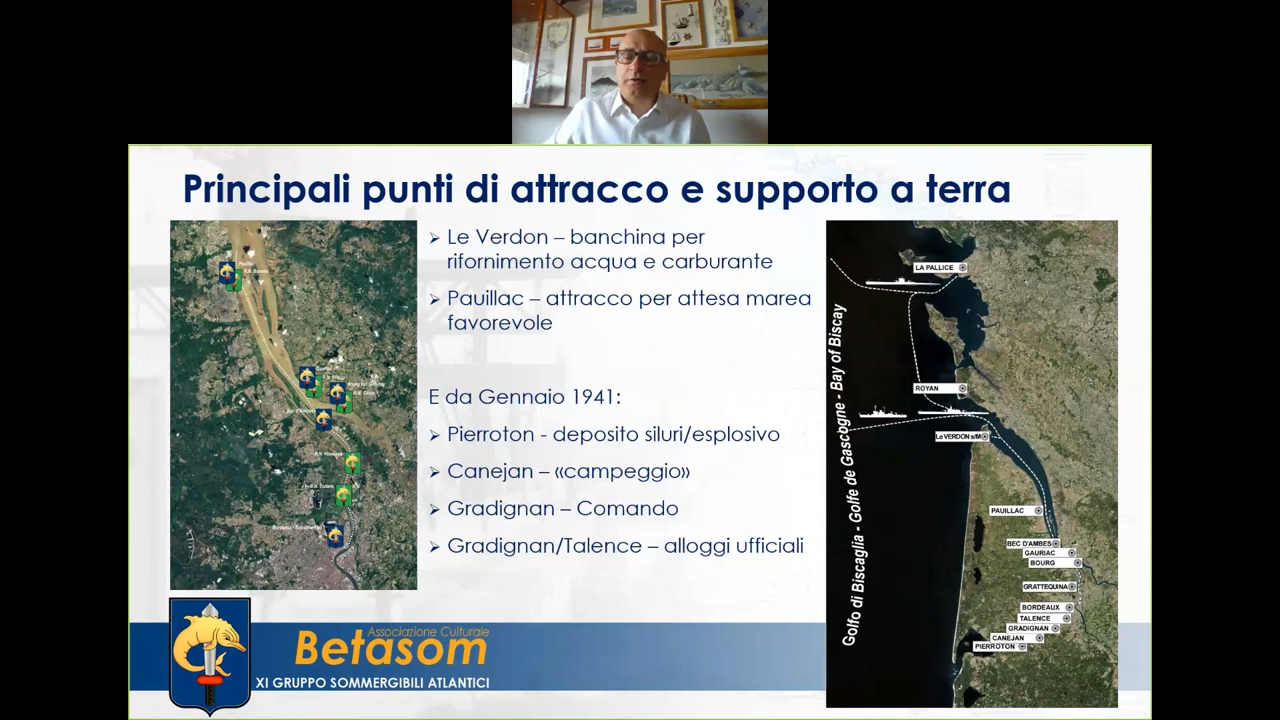 Principali punti di attracco e supporto a terra
Le Verdon – banchina per
rifornimento acqua e carburante
Pauillac – attracco per attesa marea
favorevole
E da Gennaio 1941:
Pierroton - deposito siluri/esplosivo
Canejan – «campeggio»
Gradignan – Comando
Gradignan/Talence – alloggi ufficiali
Golfo di Biscaglia - Golfe de Gascogne - Bay of Biscay
LA PALLICE
ROYAN
Le VERDON s/M
PAUILLAC
BEC D'AMBES
GAURIAC
BOURG
GRATTEQUINA
BORDEAUX
TALENCE
GRADIGNAN
CANEJAN
PIERROTON
Associazione Culturale
Betasom
XI GRUPPO SOMMERGIBILI ATLANTICI